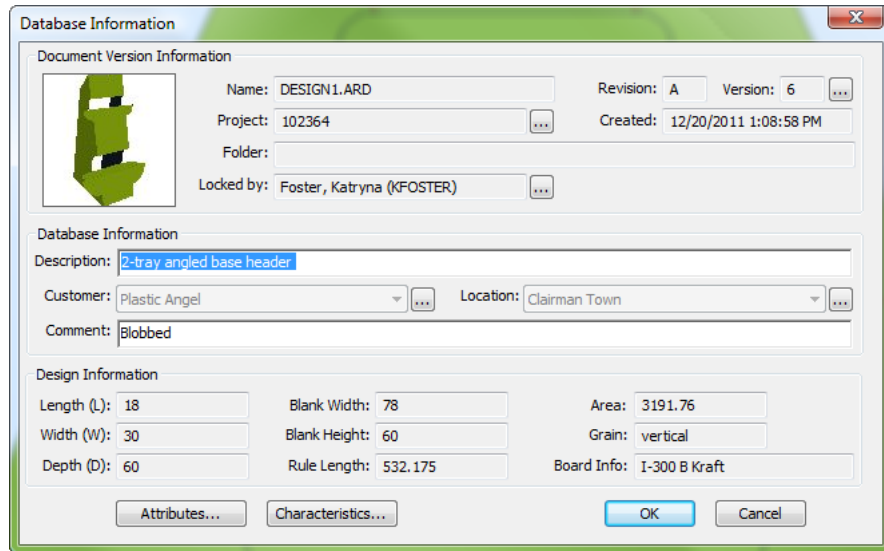 Database Information
Document Version Information
Name: DESIGN1.ARD Revision: A Version: 6 ...
Project: 102364 ... Created: 12/20/2011 1:08:58 PM
Folder:
Locked by: Foster, Katryna (KFOSTER) ...
Database Information
Description: 2-tray angled base header
Customer: Plastic Angel ... Location: Clairman Town ...
Comment: Blobbed
Design Information
Length (L): 18 Blank Width: 78 Area: 3191.76
Width (W): 30 Blank Height: 60 Grain: vertical
Depth (D): 60 Rule Length: 532.175 Board Info: I-300 B Kraft
Attributes... Characteristics... OK Cancel